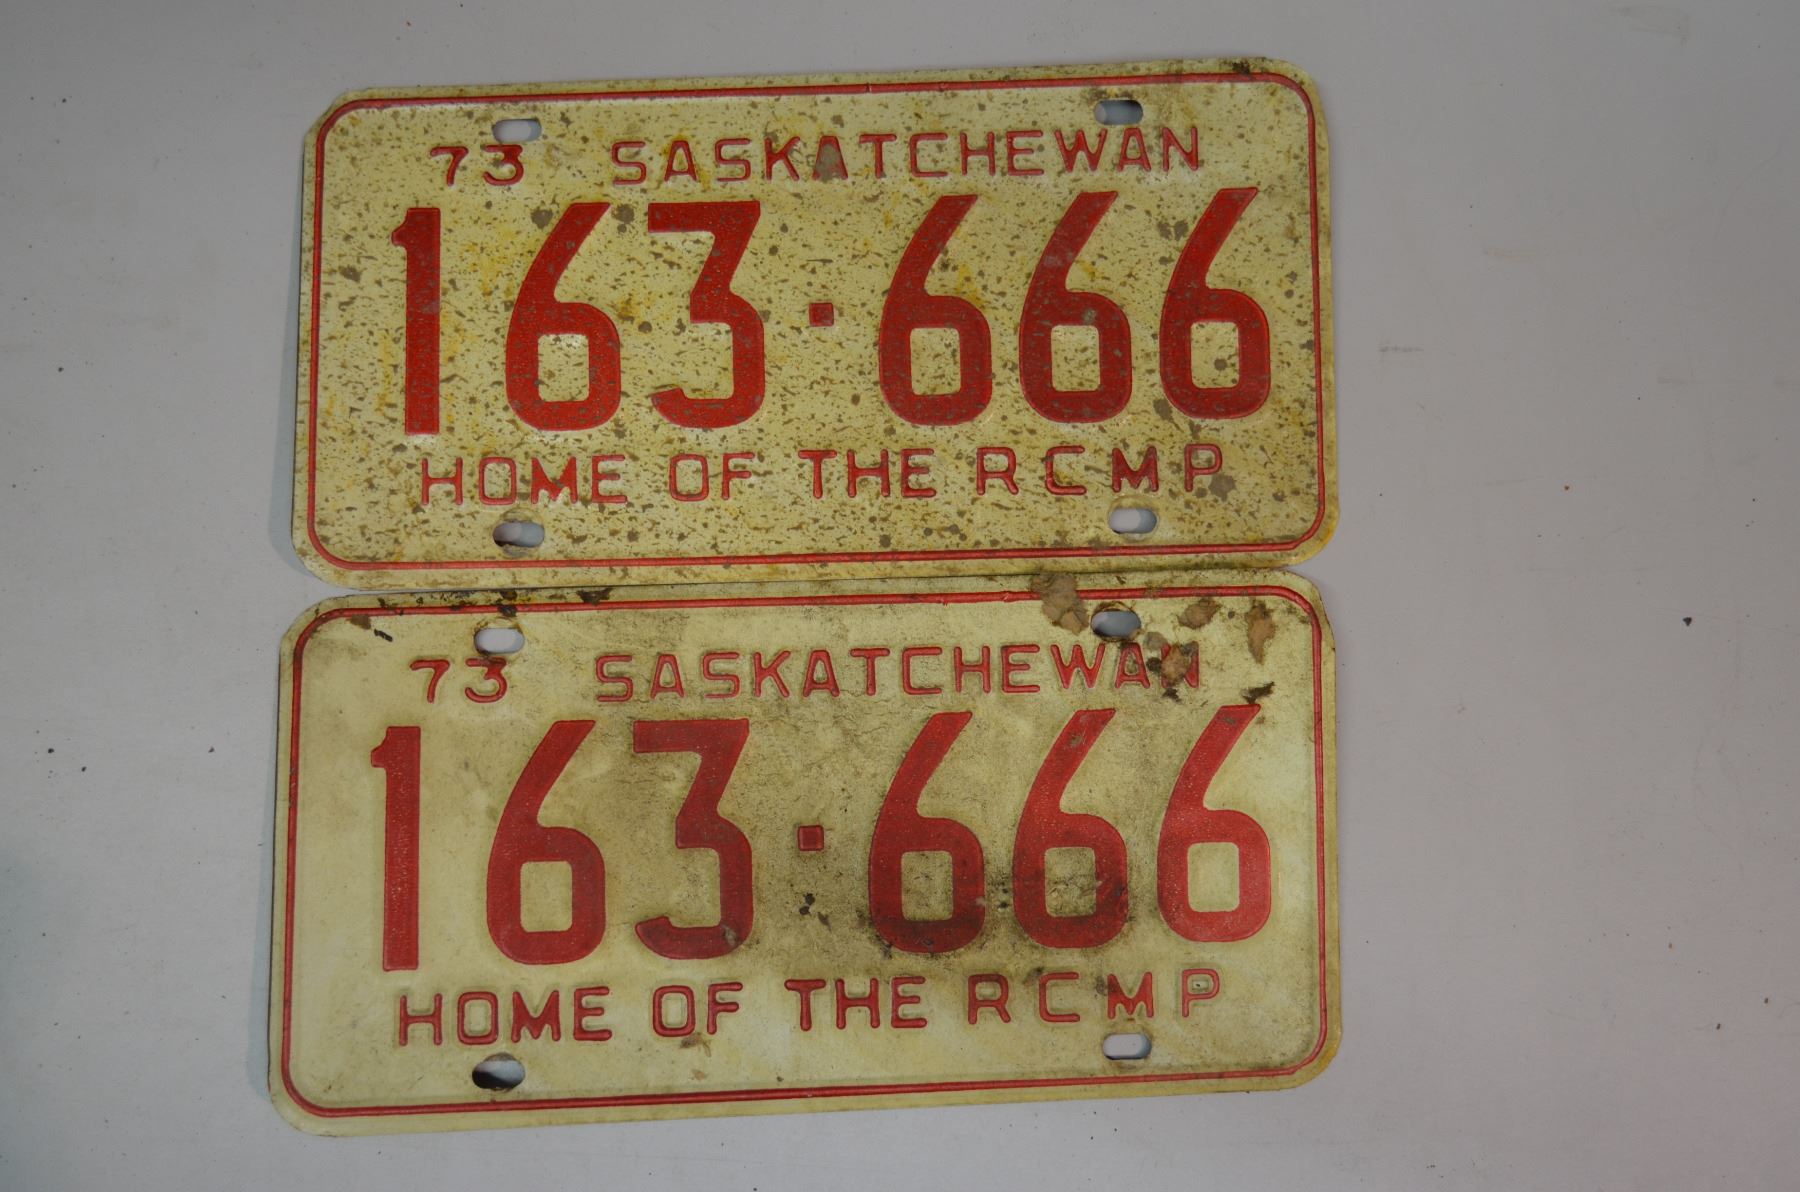 73 SASKATCHEWAN
163·666
HOME OF THE RCMP
73 SASKATCHEWAN
163·666
HOME OF THE RCMP